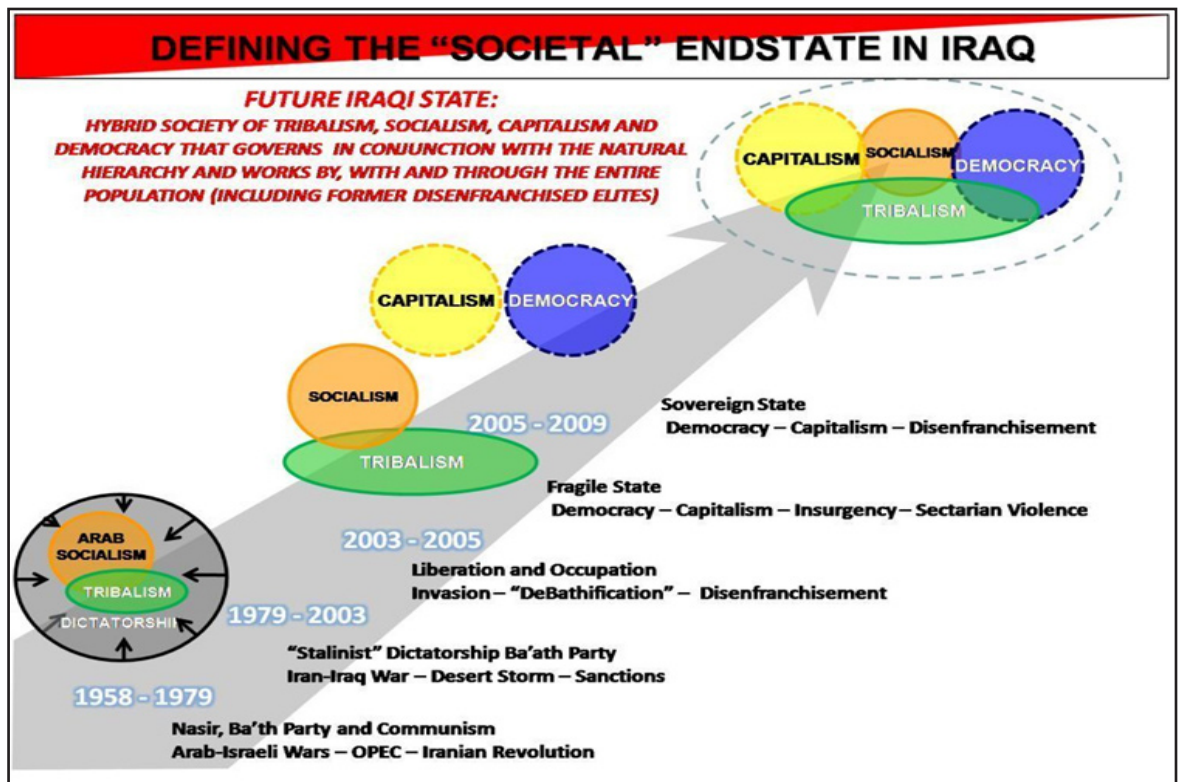 DEFINING THE “SOCIETAL” ENDSTATE IN IRAQ
FUTURE IRAQI STATE:
HYBRID SOCIETY OF TRIBALISM, SOCIALISM, CAPITALISM AND
DEMOCRACY THAT GOVERNS IN CONJUNCTION WITH THE NATURAL
HIERARCHY AND WORKS BY, WITH AND THROUGH THE ENTIRE
POPULATION (INCLUDING FORMER DISENFRANCHISED ELITES)
CAPITALISM
SOCIALISM
DEMOCRACY
TRIBALISM
CAPITALISM
DEMOCRACY
SOCIALISM
TRIBALISM
2005 - 2009
Sovereign State
Democracy – Capitalism – Disenfranchisement
Fragile State
Democracy – Capitalism – Insurgency – Sectarian Violence
ARAB
SOCIALISM
TRIBALISM
DICTATORSHI
2003 - 2005
Liberation and Occupation
Invasion – “DeBathification” – Disenfranchisement
1979 - 2003
“Stalinist” Dictatorship Ba’ath Party
Iran-Iraq War – Desert Storm – Sanctions
1958 - 1979
Nasir, Ba’th Party and Communism
Arab-Israeli Wars – OPEC – Iranian Revolution